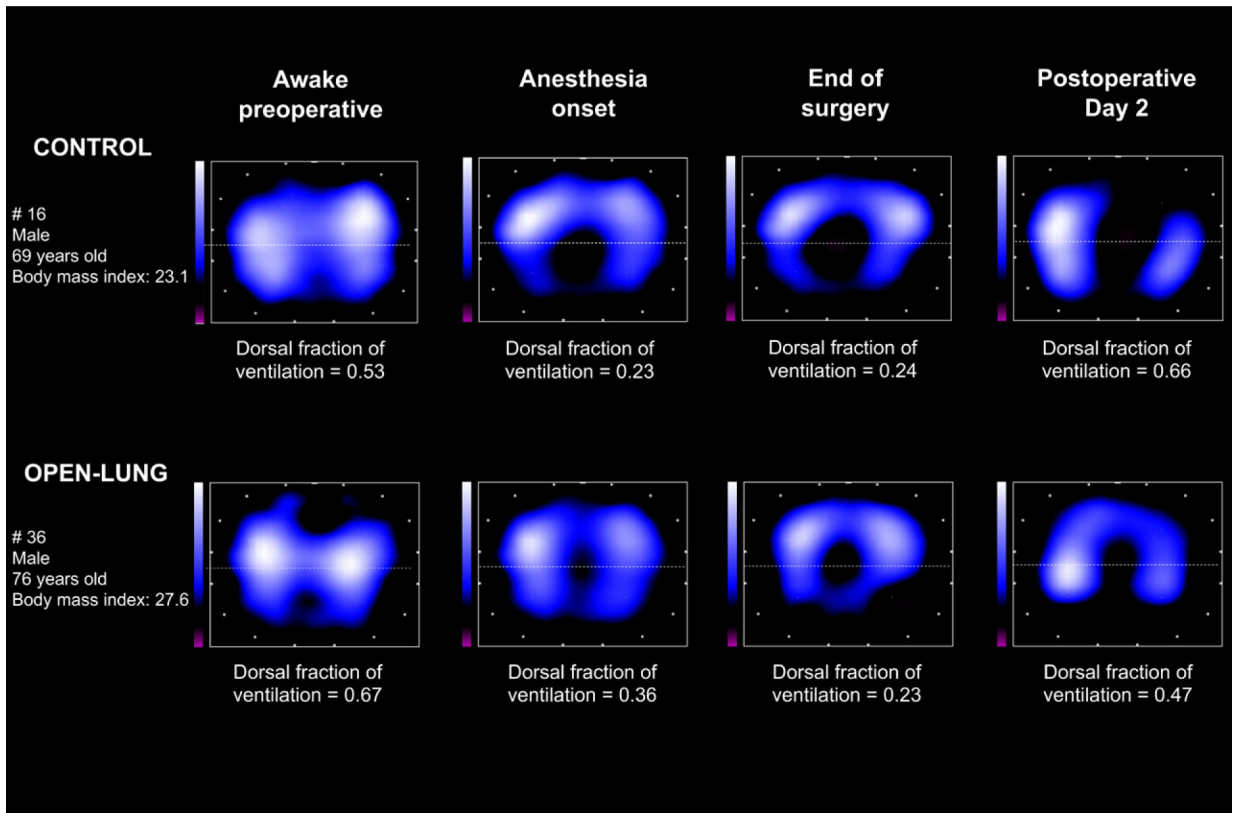 Awake
preoperative
Anesthesia
onset
End of
surgery
Postoperative
Day 2
CONTROL
# 16
Male
69 years old
Body mass index: 23.1
Dorsal fraction of
ventilation = 0.53
Dorsal fraction of
ventilation = 0.23
Dorsal fraction of
ventilation = 0.24
Dorsal fraction of
ventilation = 0.66
OPEN-LUNG
# 36
Male
76 years old
Body mass index: 27.6
Dorsal fraction of
ventilation = 0.67
Dorsal fraction of
ventilation = 0.36
Dorsal fraction of
ventilation = 0.23
Dorsal fraction of
ventilation = 0.47